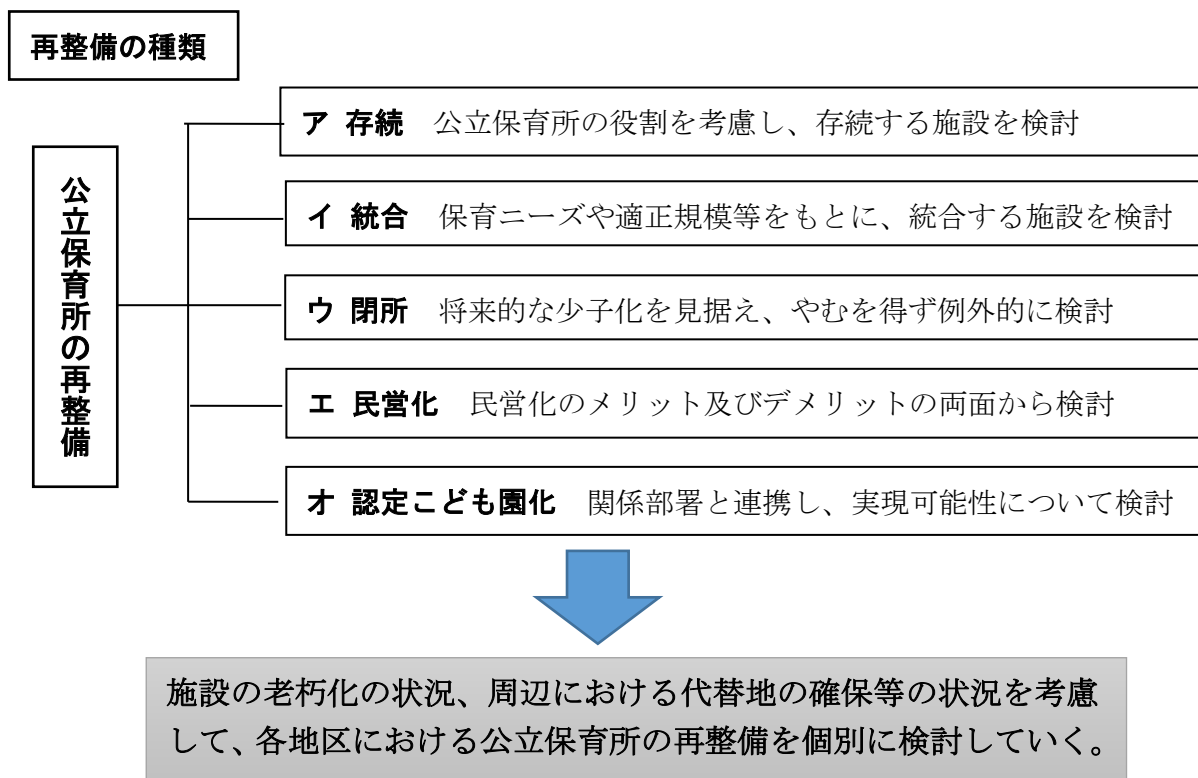 再整備の種類
公立保育所の再整備
ア 存続 公立保育所の役割を考慮し、存続する施設を検討
イ 統合 保育ニーズや適正規模等をもとに、統合する施設を検討
ウ 閉所 将来的な少子化を見据え、やむを得ず例外的に検討
エ 民営化 民営化のメリット及びデメリットの両面から検討
オ 認定こども園化 関係部署と連携し、実現可能性について検討
施設の老朽化の状況、周辺における代替地の確保等の状況を考慮
して、各地区における公立保育所の再整備を個別に検討していく。